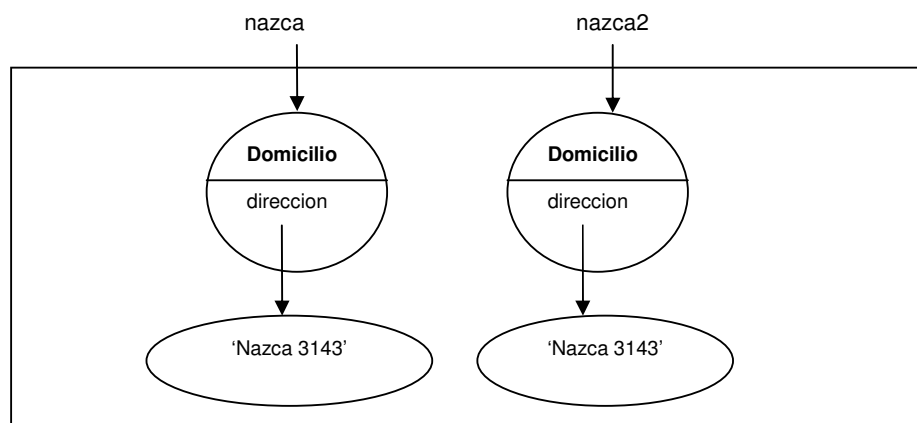 nazca nazca2
Domicilio Domicilio
direccion direccion
‘Nazca 3143’ ‘Nazca 3143’